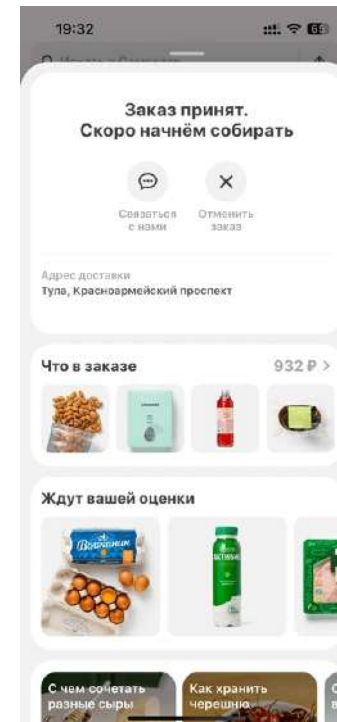 19:32
66
Заказ принят.
Скоро начнём собирать
Связаться
с нами
Отменить
заказ
Адрес доставки
Тула, Красноармейский проспект
Что в заказе
932 ₽ >
Ждут вашей оценки
С чем сочетать
разные сыры
Как хранить
черешню